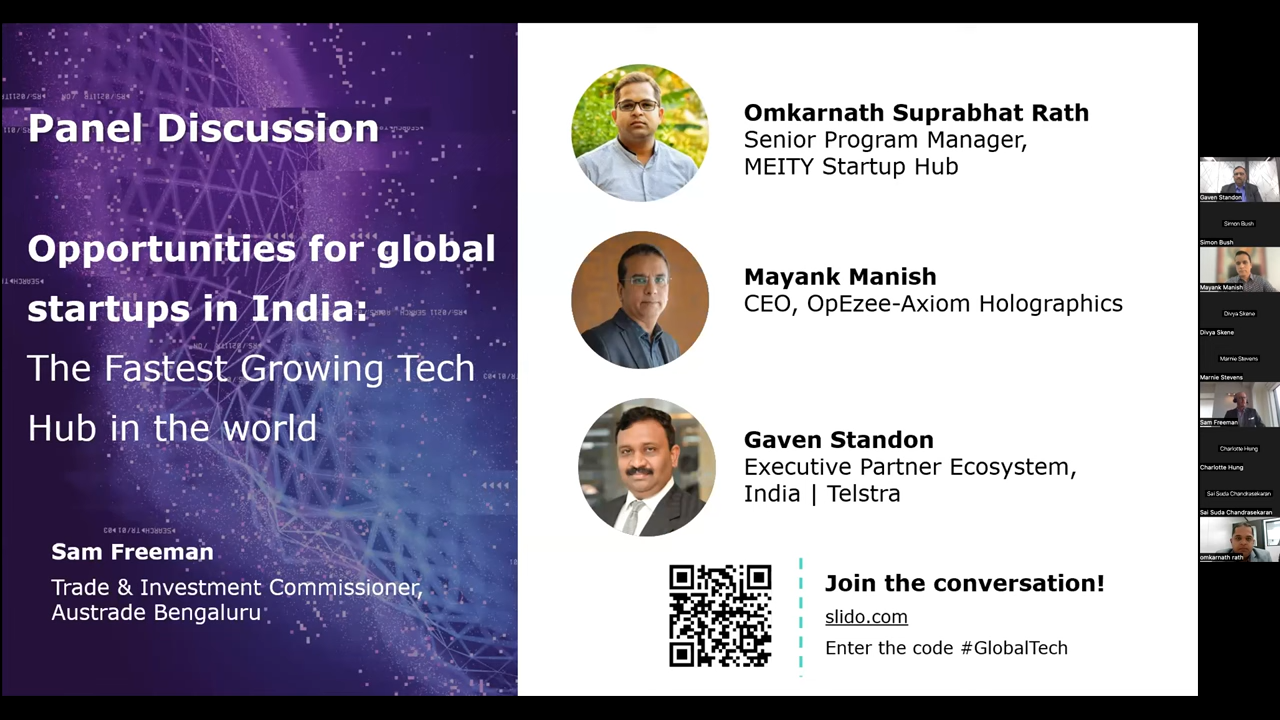 Panel Discussion
Opportunities for global
startups in India:
The Fastest Growing Tech
Hub in the world
Sam Freeman
Trade & Investment Commissioner,
Austrade Bengaluru
Omkarnath Suprabhat Rath
Senior Program Manager,
MEITY Startup Hub
Mayank Manish
CEO, OpEzee-Axiom Holographics
Gaven Standon
Executive Partner Ecosystem,
India | Telstra
Join the conversation!
slido.com
Enter the code #GlobalTech
Gaven Standon
Simon Bush
Simon Bush
Mayank Manish
Divya Skene
Divya Skene
Marnie Stevens
Marnie Stevens
Sam Freeman
Charlotte Hung
Charlotte Hung
Sai Suda Chandrasekaran
Sai Suda Chandrasekaran
omkarnath rath